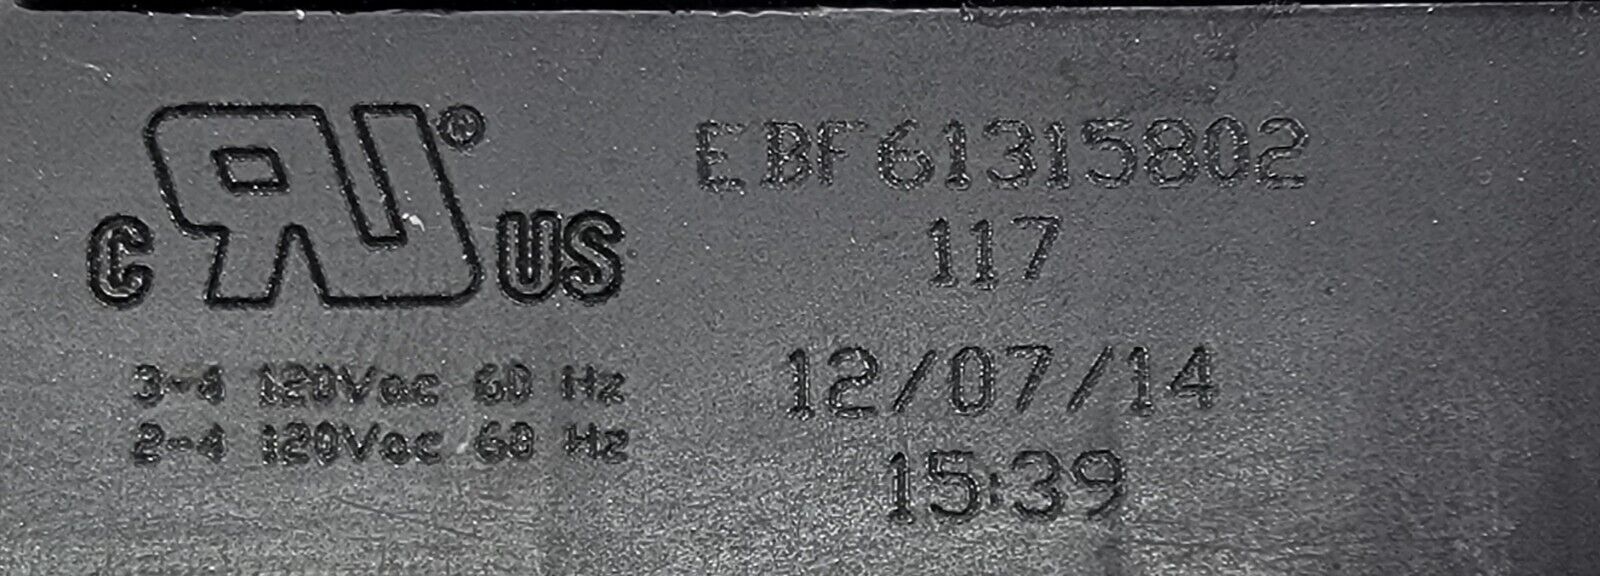 c RU® US
3-4 120Vac 60 Hz
2-4 120Vac 60 Hz
EBF61315802
117
12/07/14
15:39